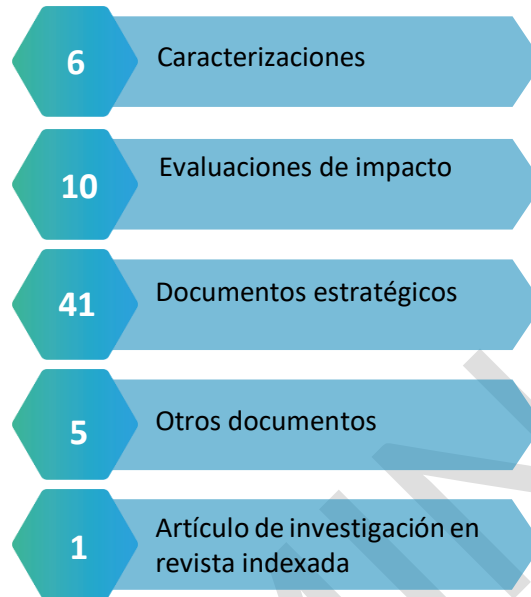 6
Caracterizaciones
10
Evaluaciones de impacto
41
Documentos estratégicos
5
Otros documentos
1
Artículo de investigación en
revista indexada